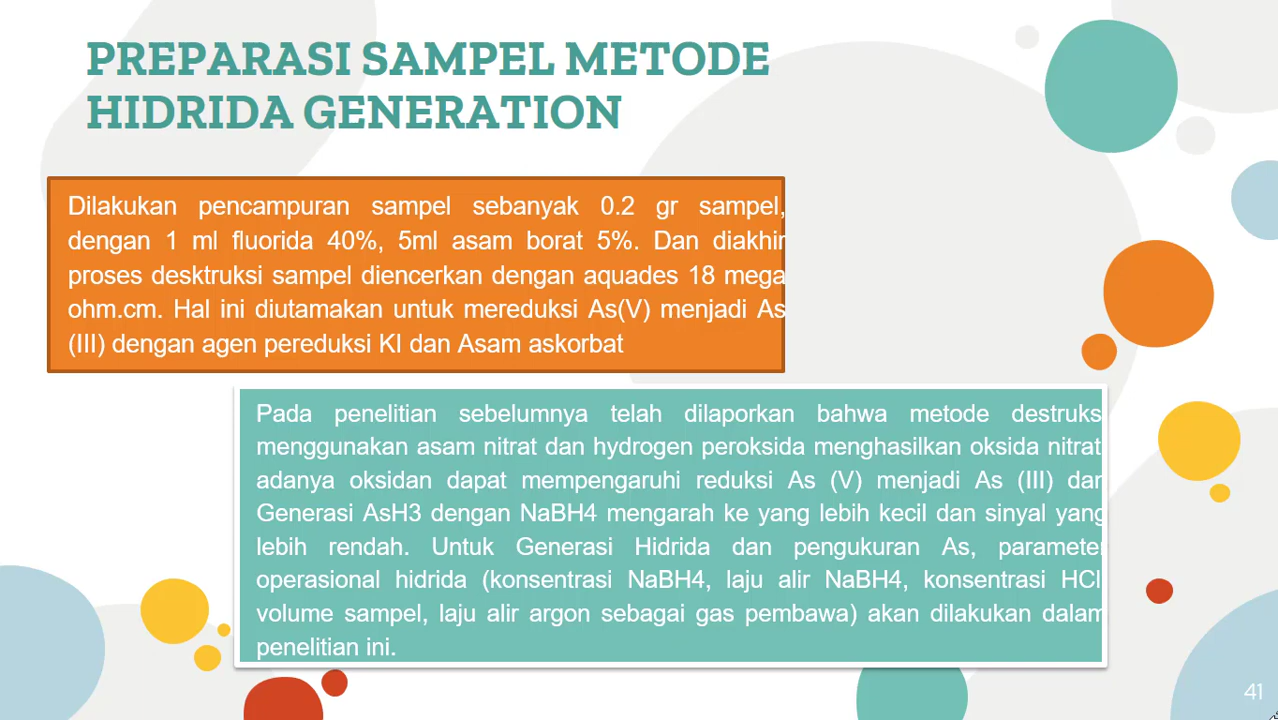 PREPARASI SAMPEL METODE
HIDRIDA GENERATION
Dilakukan pencampuran sampel sebanyak 0.2 gr sampel,
dengan 1 ml fluorida 40%, 5ml asam borat 5%. Dan diakhir
proses desktruksi sampel diencerkan dengan aquades 18 mega
ohm.cm. Hal ini diutamakan untuk mereduksi As(V) menjadi As
(III) dengan agen pereduksi KI dan Asam askorbat
Pada penelitian sebelumnya telah dilaporkan bahwa metode destruks
menggunakan asam nitrat dan hydrogen peroksida menghasilkan oksida nitrat
adanya oksidan dapat mempengaruhi reduksi As (V) menjadi As (III) dan
Generasi AsH3 dengan NaBH4 mengarah ke yang lebih kecil dan sinyal yang
lebih rendah. Untuk Generasi Hidrida dan pengukuran As, parameter
operasional hidrida (konsentrasi NaBH4, laju alir NaBH4, konsentrasi HCl
volume sampel, laju alir argon sebagai gas pembawa) akan dilakukan dalam
penelitian ini.
41